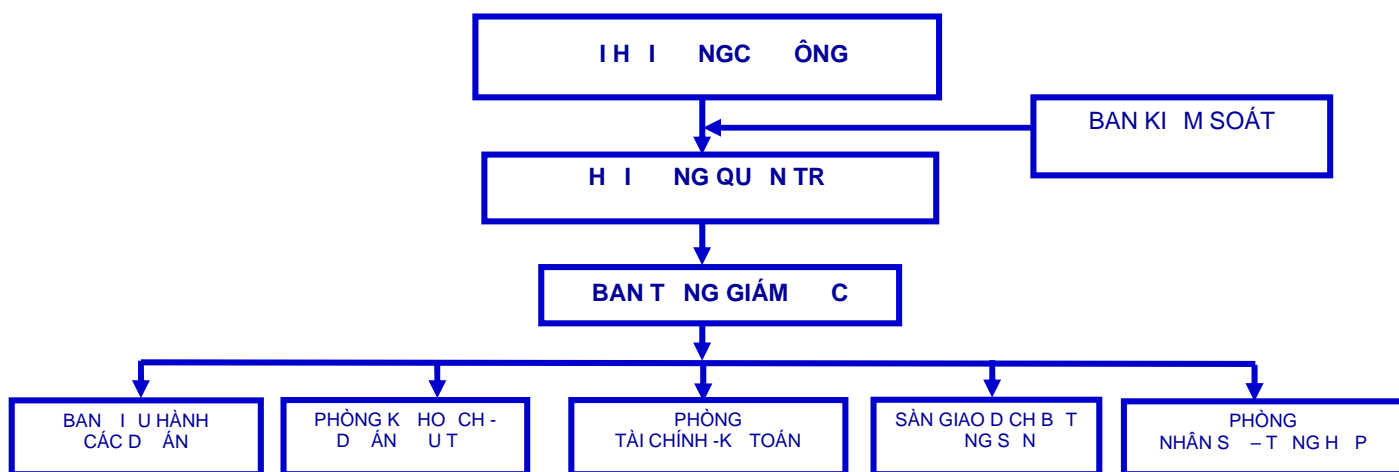 I H I NGC ÔNG
BAN KI M SOÁT
H I NG QU N TR
BAN T NG GIÁM C
BAN I U HÀNH
CÁC D ÁN
PHÒNG K HO CH -
D ÁN U T
PHÒNG
TÀI CHÍNH -K TOÁN
SÀN GIAO D CH B T
NG S N
PHÒNG
NHÂN S – T NG H P